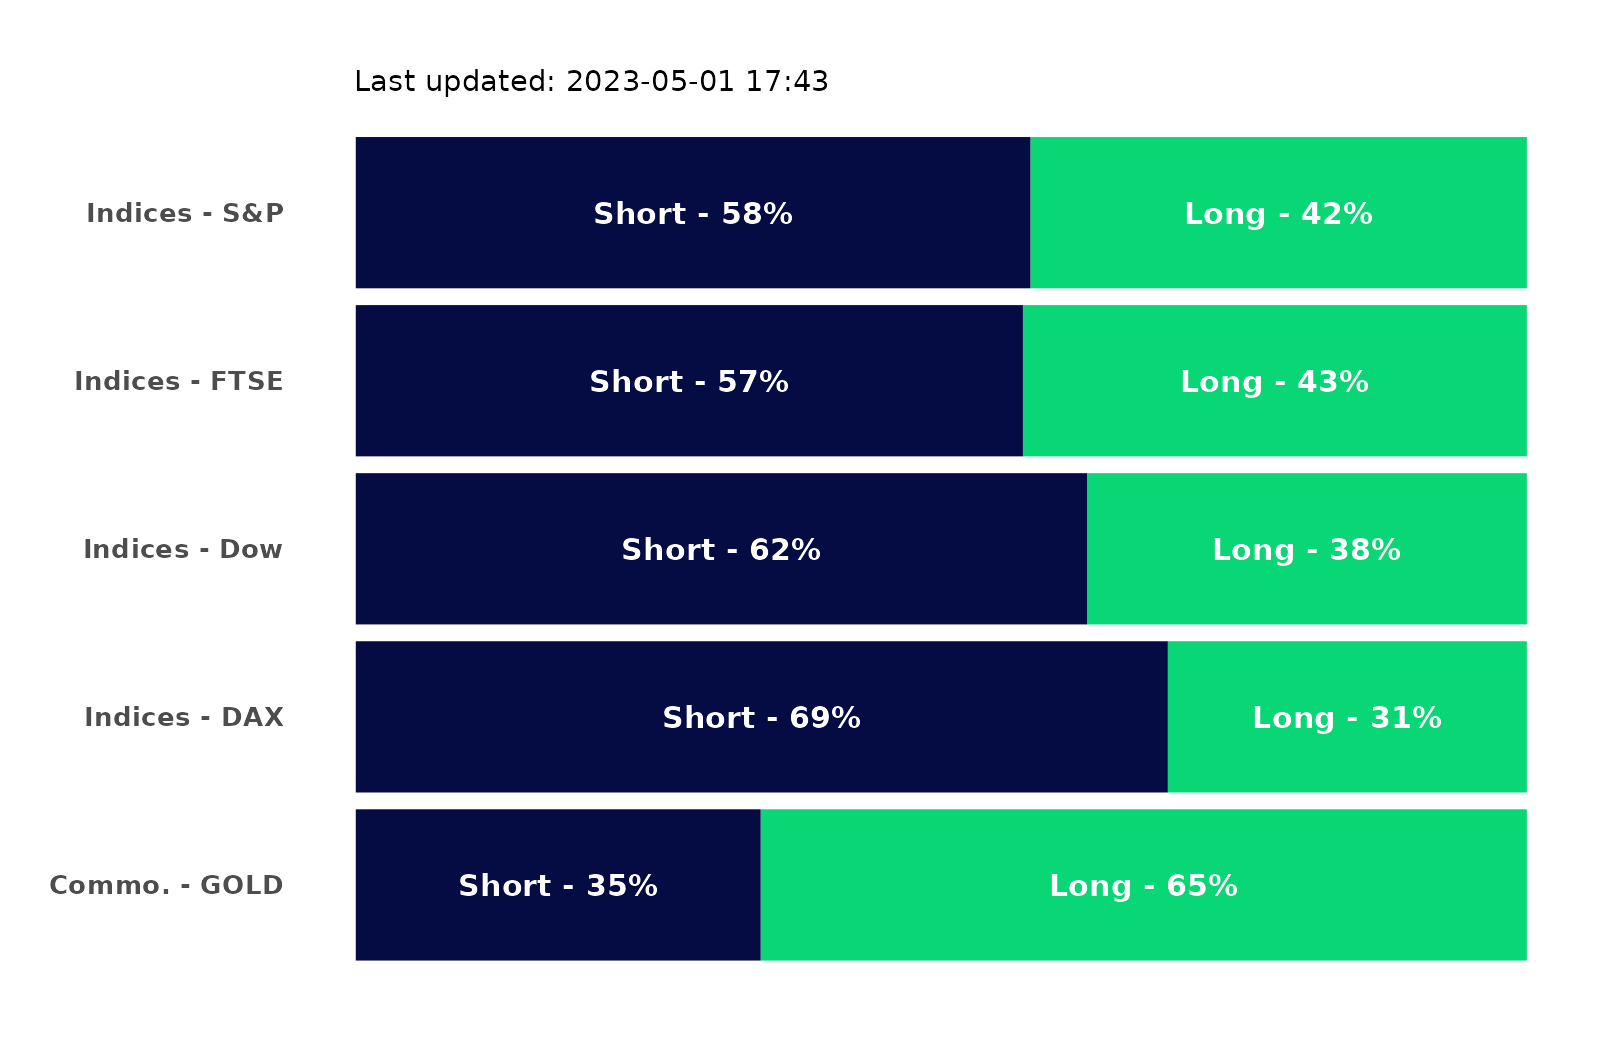 Last updated: 2023-05-01 17:43
Indices - S&P Short - 58% Long - 42%
Indices - FTSE Short - 57% Long - 43%
Indices - Dow Short - 62% Long - 38%
Indices - DAX Short - 69% Long - 31%
Commo. - GOLD Short - 35% Long - 65%